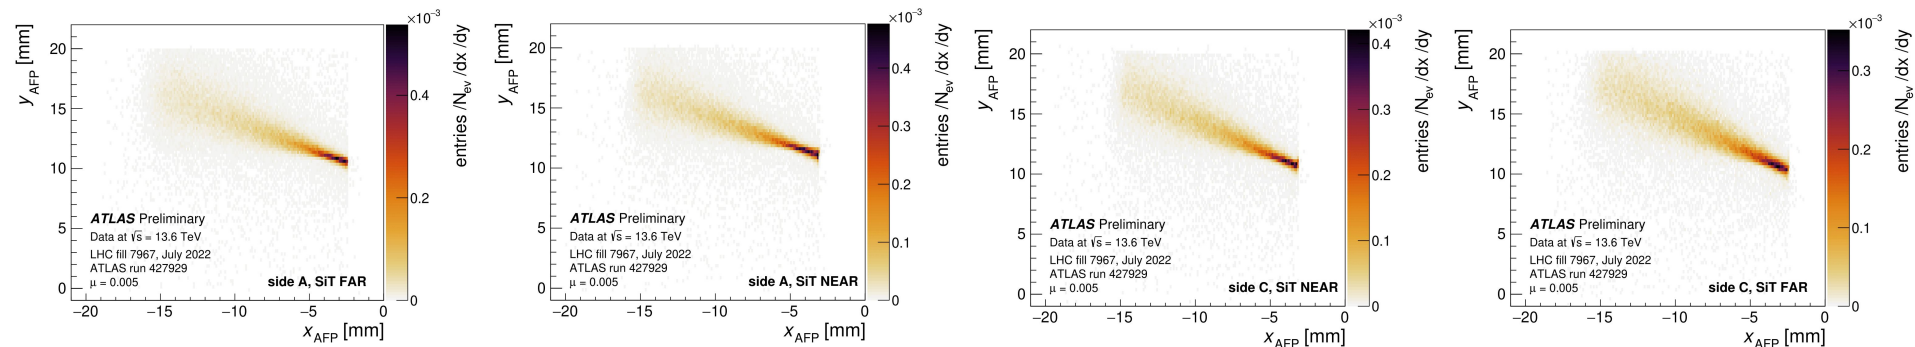 ×10⁻³
y_AFP [mm]
20
15
10
5
0
−20
−15
−10
−5
0
x_AFP [mm]
0.4
0.2
0
entries /N_ev /dx /dy
ATLAS Preliminary
Data at √s = 13.6 TeV
LHC fill 7967, July 2022
ATLAS run 427929
μ = 0.005
side A, SiT FAR
×10⁻³
y_AFP [mm]
20
15
10
5
0
−20
−15
−10
−5
0
x_AFP [mm]
0.4
0.3
0.2
0.1
0
entries /N_ev /dx /dy
ATLAS Preliminary
Data at √s = 13.6 TeV
LHC fill 7967, July 2022
ATLAS run 427929
μ = 0.005
side A, SiT NEAR
×10⁻³
y_AFP [mm]
20
15
10
5
0
−20
−15
−10
−5
0
x_AFP [mm]
0.4
0.3
0.2
0.1
0
entries /N_ev /dx /dy
ATLAS Preliminary
Data at √s = 13.6 TeV
LHC fill 7967, July 2022
ATLAS run 427929
μ = 0.005
side C, SiT NEAR
×10⁻³
y_AFP [mm]
20
15
10
5
0
−20
−15
−10
−5
0
x_AFP [mm]
0.3
0.2
0.1
0
entries /N_ev /dx /dy
ATLAS Preliminary
Data at √s = 13.6 TeV
LHC fill 7967, July 2022
ATLAS run 427929
μ = 0.005
side C, SiT FAR